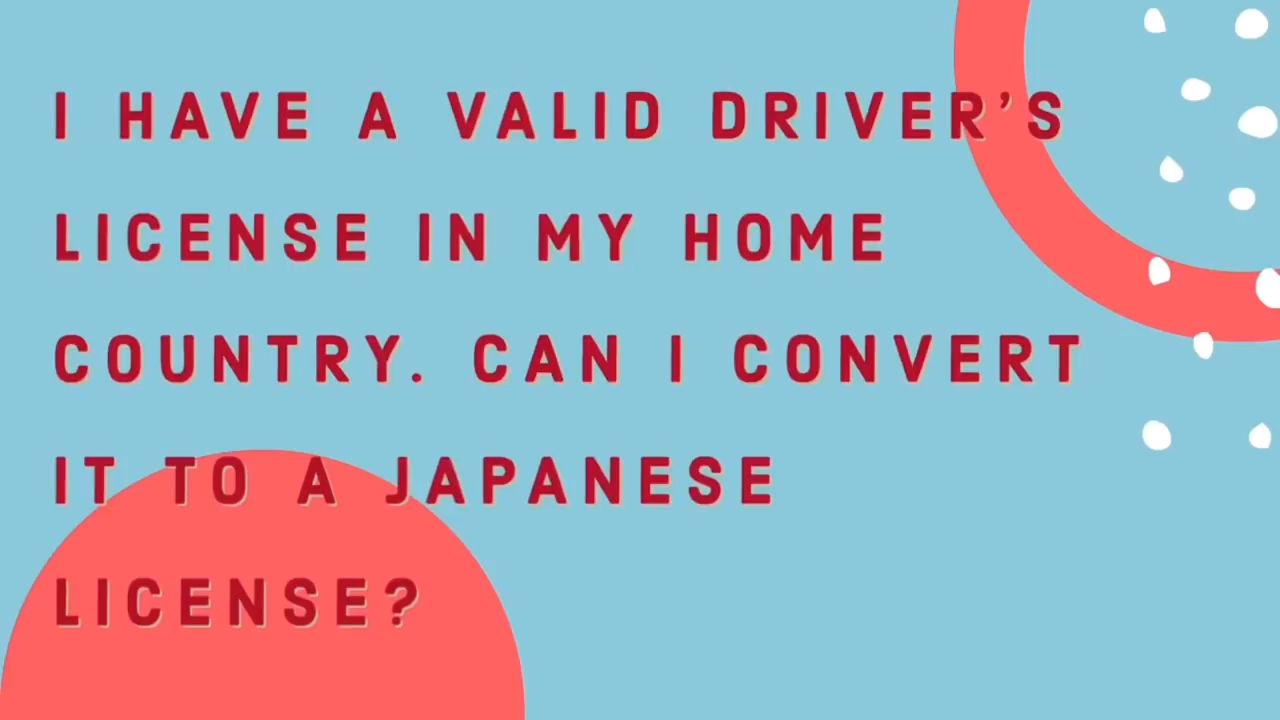 I HAVE A VALID DRIVER’S
LICENSE IN MY HOME
COUNTRY. CAN I CONVERT
IT TO A JAPANESE
LICENSE?